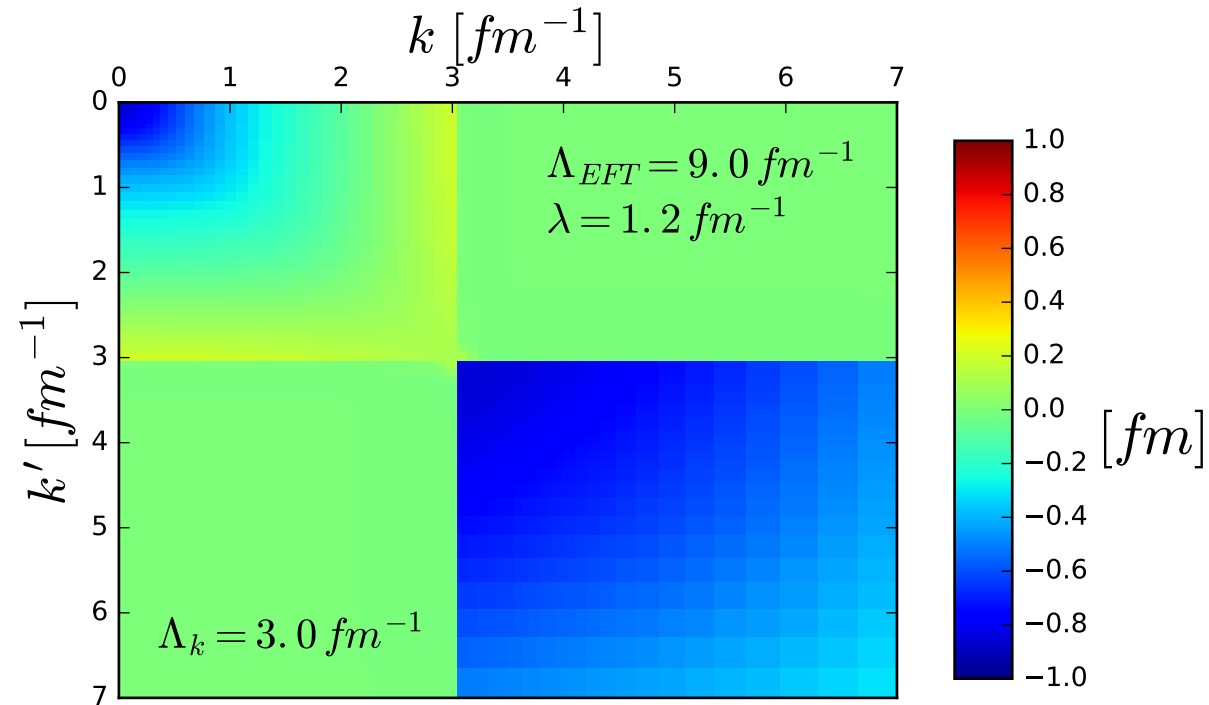 k [fm⁻¹]
0 1 2 3 4 5 6 7
0
1
2
3
4
5
6
7
k′ [fm⁻¹]
Λ_EFT = 9.0 fm⁻¹
λ = 1.2 fm⁻¹
Λ_k = 3.0 fm⁻¹
1.0
0.8
0.6
0.4
0.2
0.0
−0.2
−0.4
−0.6
−0.8
−1.0
[fm]